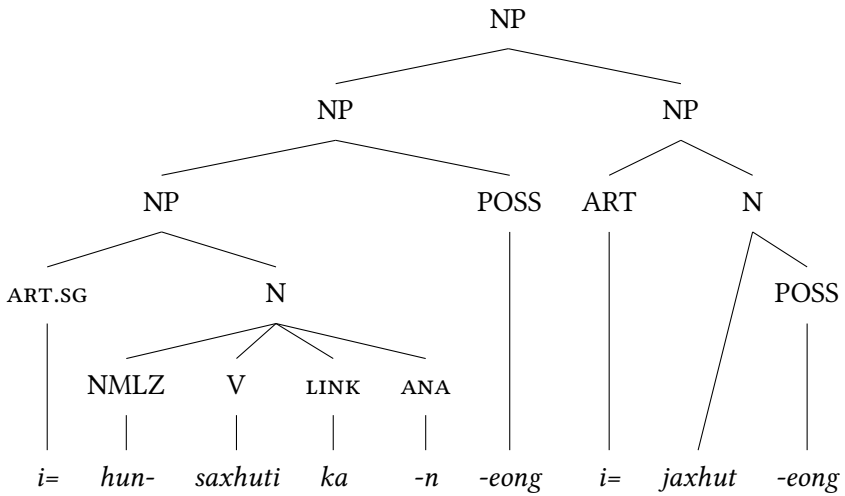 NP
NP NP
NP POSS ART N
ART.SG N POSS
NMLZ V LINK ANA
i= hun- saxhuti ka -n -eong i= jaxhut -eong